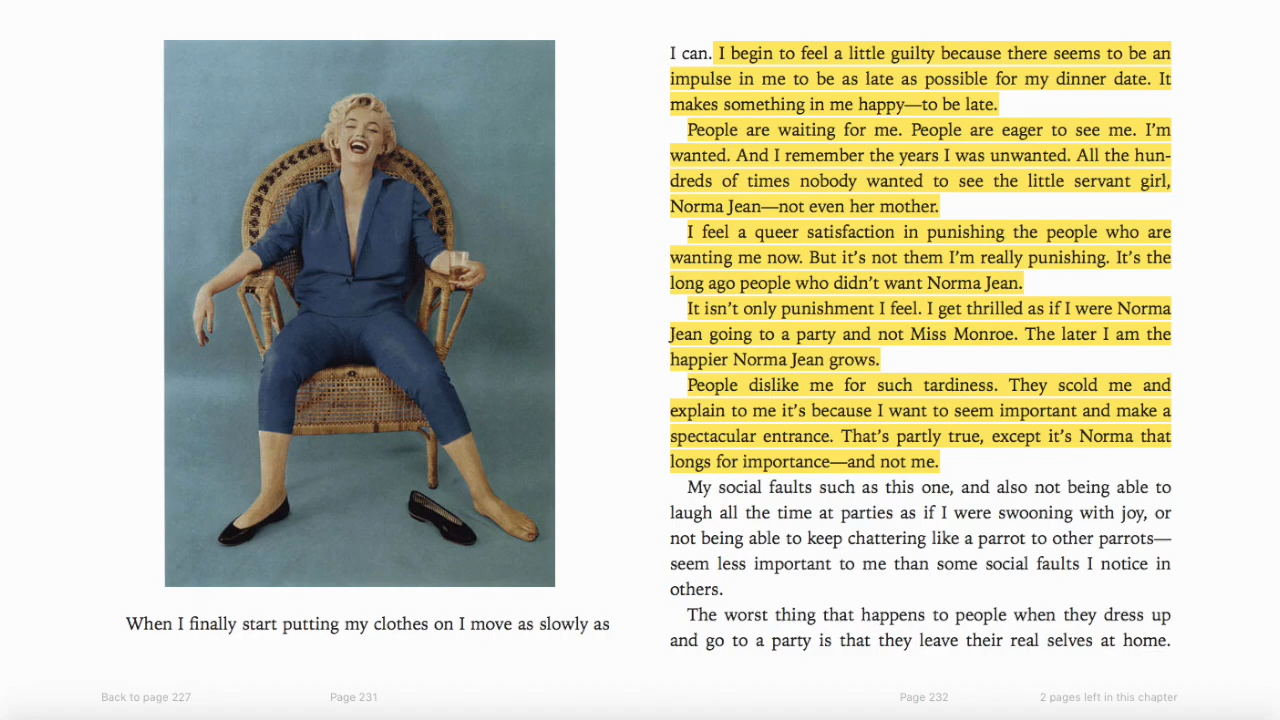 When I finally start putting my clothes on I move as slowly as
I can. I begin to feel a little guilty because there seems to be an
impulse in me to be as late as possible for my dinner date. It
makes something in me happy—to be late.
People are waiting for me. People are eager to see me. I’m
wanted. And I remember the years I was unwanted. All the hun-
dreds of times nobody wanted to see the little servant girl,
Norma Jean—not even her mother.
I feel a queer satisfaction in punishing the people who are
wanting me now. But it’s not them I’m really punishing. It’s the
long ago people who didn’t want Norma Jean.
It isn’t only punishment I feel. I get thrilled as if I were Norma
Jean going to a party and not Miss Monroe. The later I am the
happier Norma Jean grows.
People dislike me for such tardiness. They scold me and
explain to me it’s because I want to seem important and make a
spectacular entrance. That’s partly true, except it’s Norma that
longs for importance—and not me.
My social faults such as this one, and also not being able to
laugh all the time at parties as if I were swooning with joy, or
not being able to keep chattering like a parrot to other parrots—
seem less important to me than some social faults I notice in
others.
The worst thing that happens to people when they dress up
and go to a party is that they leave their real selves at home.
Back to page 227
Page 231
Page 232
2 pages left in this chapter